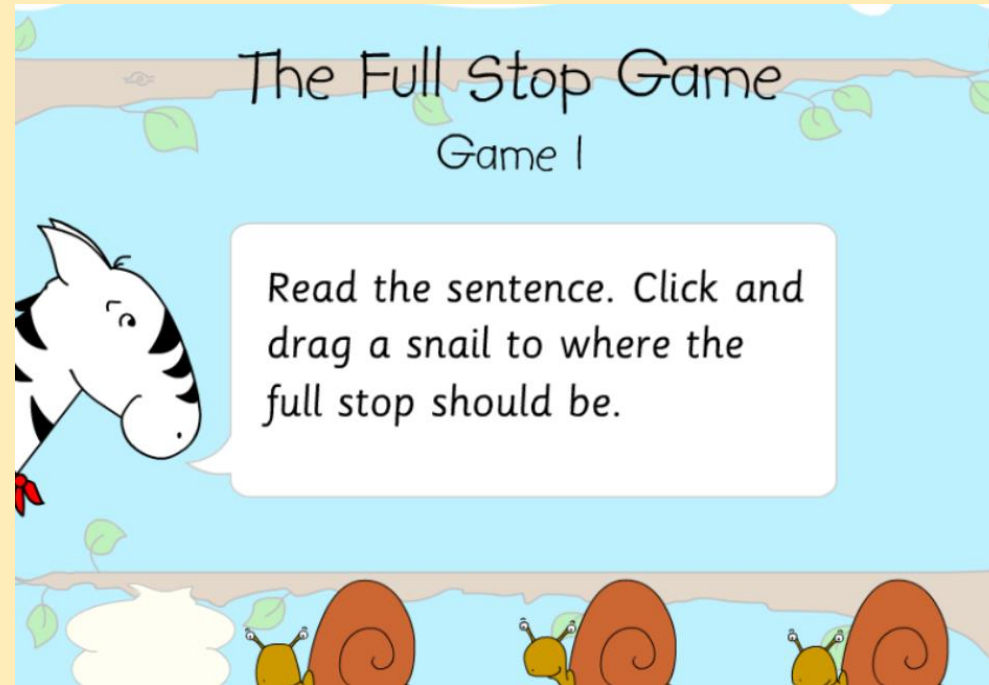 The Full Stop Game
Game 1
Read the sentence. Click and
drag a snail to where the
full stop should be.